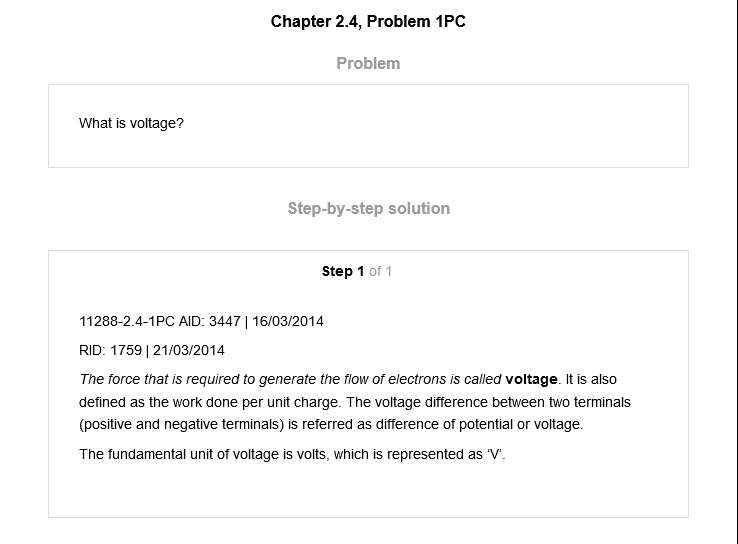 Chapter 2.4, Problem 1PC
Problem
What is voltage?
Step-by-step solution
Step 1 of 1
11288-2.4-1PC AID: 3447 | 16/03/2014
RID: 1759 | 21/03/2014
The force that is required to generate the flow of electrons is called voltage. It is also
defined as the work done per unit charge. The voltage difference between two terminals
(positive and negative terminals) is referred as difference of potential or voltage.
The fundamental unit of voltage is volts, which is represented as ‘V’.